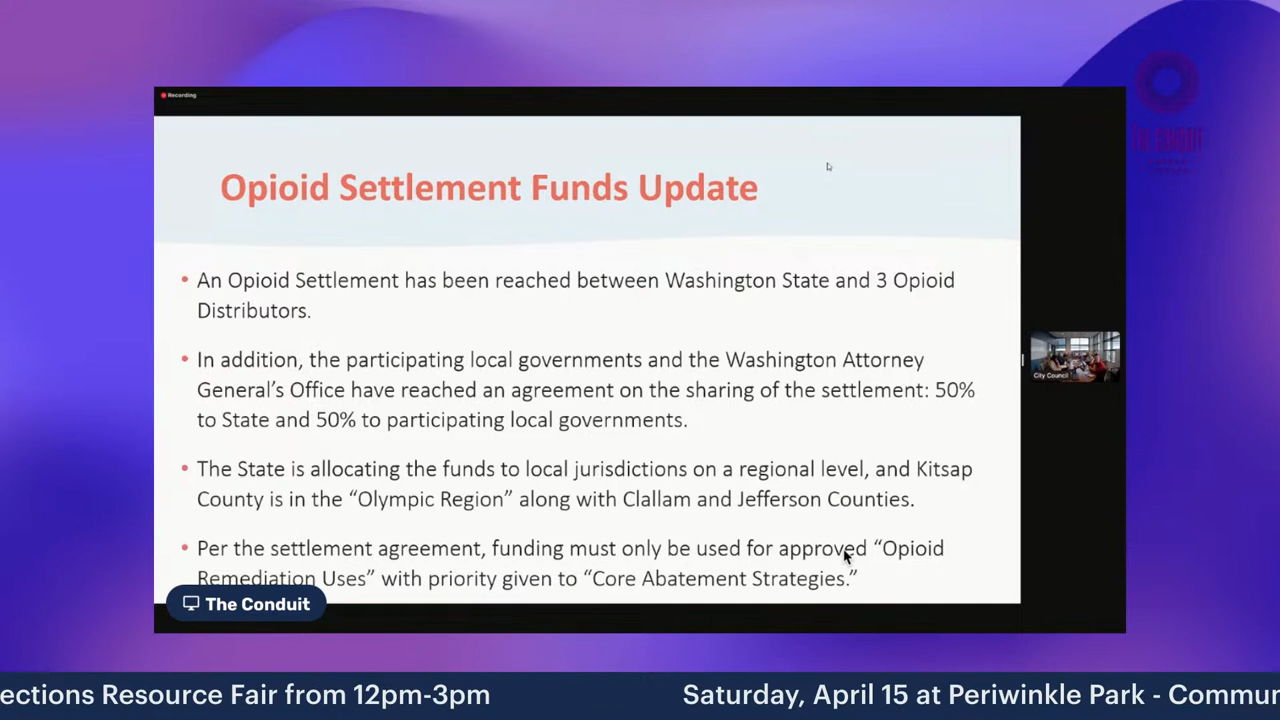 Recording
Opioid Settlement Funds Update
• An Opioid Settlement has been reached between Washington State and 3 Opioid
Distributors.
• In addition, the participating local governments and the Washington Attorney
General’s Office have reached an agreement on the sharing of the settlement: 50%
to State and 50% to participating local governments.
• The State is allocating the funds to local jurisdictions on a regional level, and Kitsap
County is in the “Olympic Region” along with Clallam and Jefferson Counties.
• Per the settlement agreement, funding must only be used for approved “Opioid
Remediation Uses” with priority given to “Core Abatement Strategies.”
City Council
THE CONDUIT
The Conduit
ections Resource Fair from 12pm-3pm
Saturday, April 15 at Periwinkle Park - Commun